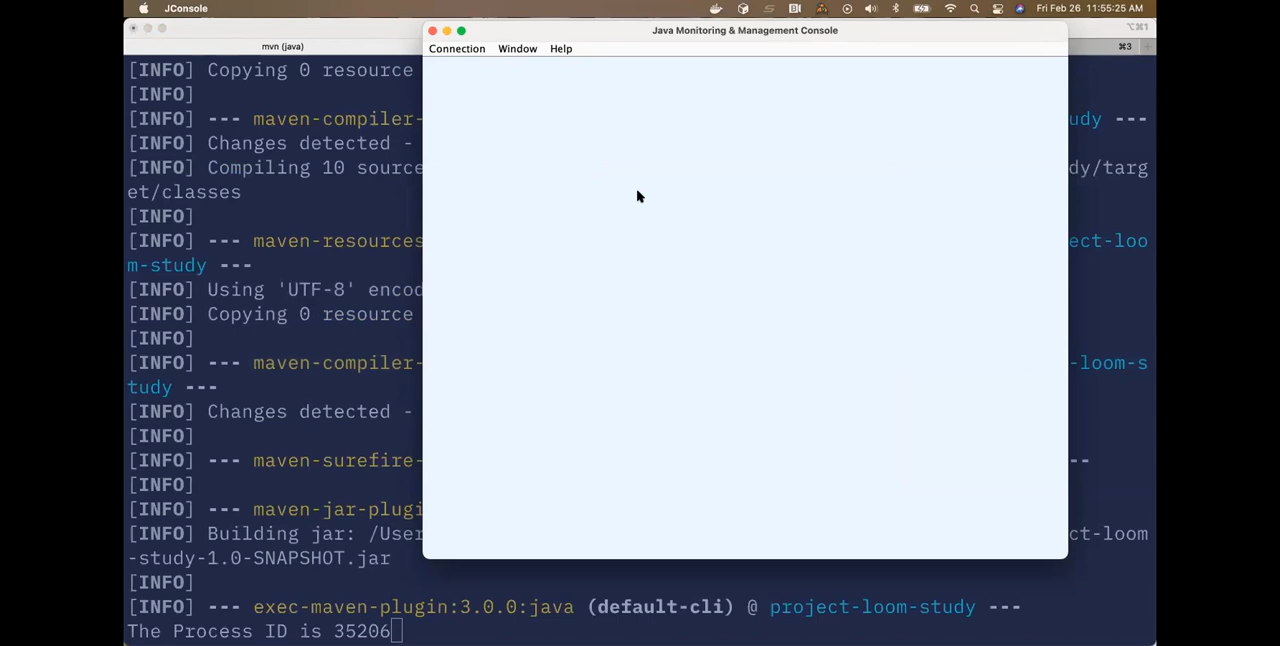 JConsole
Fri Feb 26 11:55:25 AM
⌥⌘1
mvn (java)
⌘3
Java Monitoring & Management Console
Connection Window Help
[INFO] Copying 0 resource
[INFO]
[INFO] --- maven-compiler- udy ---
[INFO] Changes detected -
[INFO] Compiling 10 source dy/targ
et/classes
[INFO]
[INFO] --- maven-resources ect-loo
m-study ---
[INFO] Using 'UTF-8' encod
[INFO] Copying 0 resource
[INFO]
[INFO] --- maven-compiler- -loom-s
tudy ---
[INFO] Changes detected -
[INFO]
[INFO] --- maven-surefire- --
[INFO]
[INFO] --- maven-jar-plugi
[INFO] Building jar: /User ct-loom
-study-1.0-SNAPSHOT.jar
[INFO]
[INFO] --- exec-maven-plugin:3.0.0:java (default-cli) @ project-loom-study ---
The Process ID is 35206